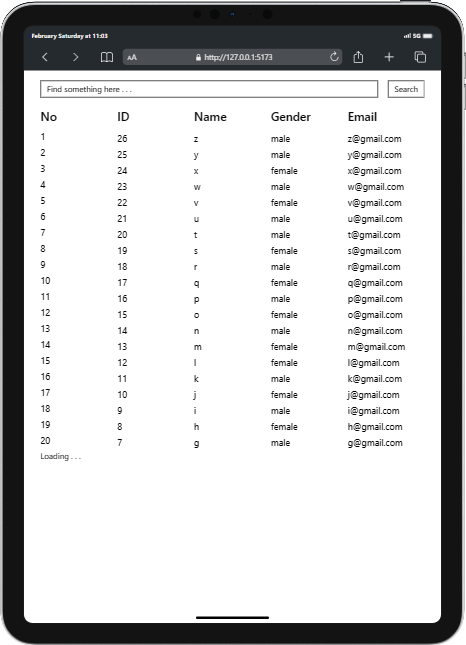 February Saturday at 11:03
5G
AA http://127.0.0.1:5173
Find something here . . . Search
No ID Name Gender Email
1 26 z male z@gmail.com
2 25 y male y@gmail.com
3 24 x female x@gmail.com
4 23 w male w@gmail.com
5 22 v female v@gmail.com
6 21 u male u@gmail.com
7 20 t male t@gmail.com
8 19 s female s@gmail.com
9 18 r male r@gmail.com
10 17 q female q@gmail.com
11 16 p male p@gmail.com
12 15 o female o@gmail.com
13 14 n male n@gmail.com
14 13 m female m@gmail.com
15 12 l female l@gmail.com
16 11 k male k@gmail.com
17 10 j female j@gmail.com
18 9 i male i@gmail.com
19 8 h female h@gmail.com
20 7 g male g@gmail.com
Loading . . .